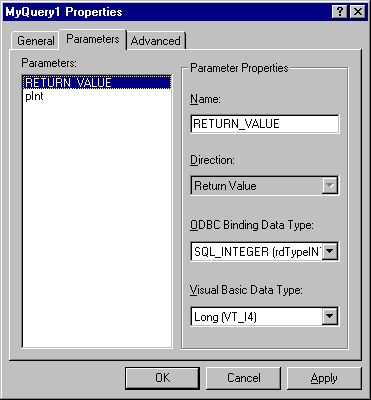 MyQuery1 Properties
General
Parameters
Advanced
Parameters:
RETURN_VALUE
pInt
Parameter Properties
Name:
RETURN_VALUE
Direction:
Return Value
ODBC Binding Data Type:
SQL_INTEGER (rdTypeIN
Visual Basic Data Type:
Long (VT_I4)
OK
Cancel
Apply